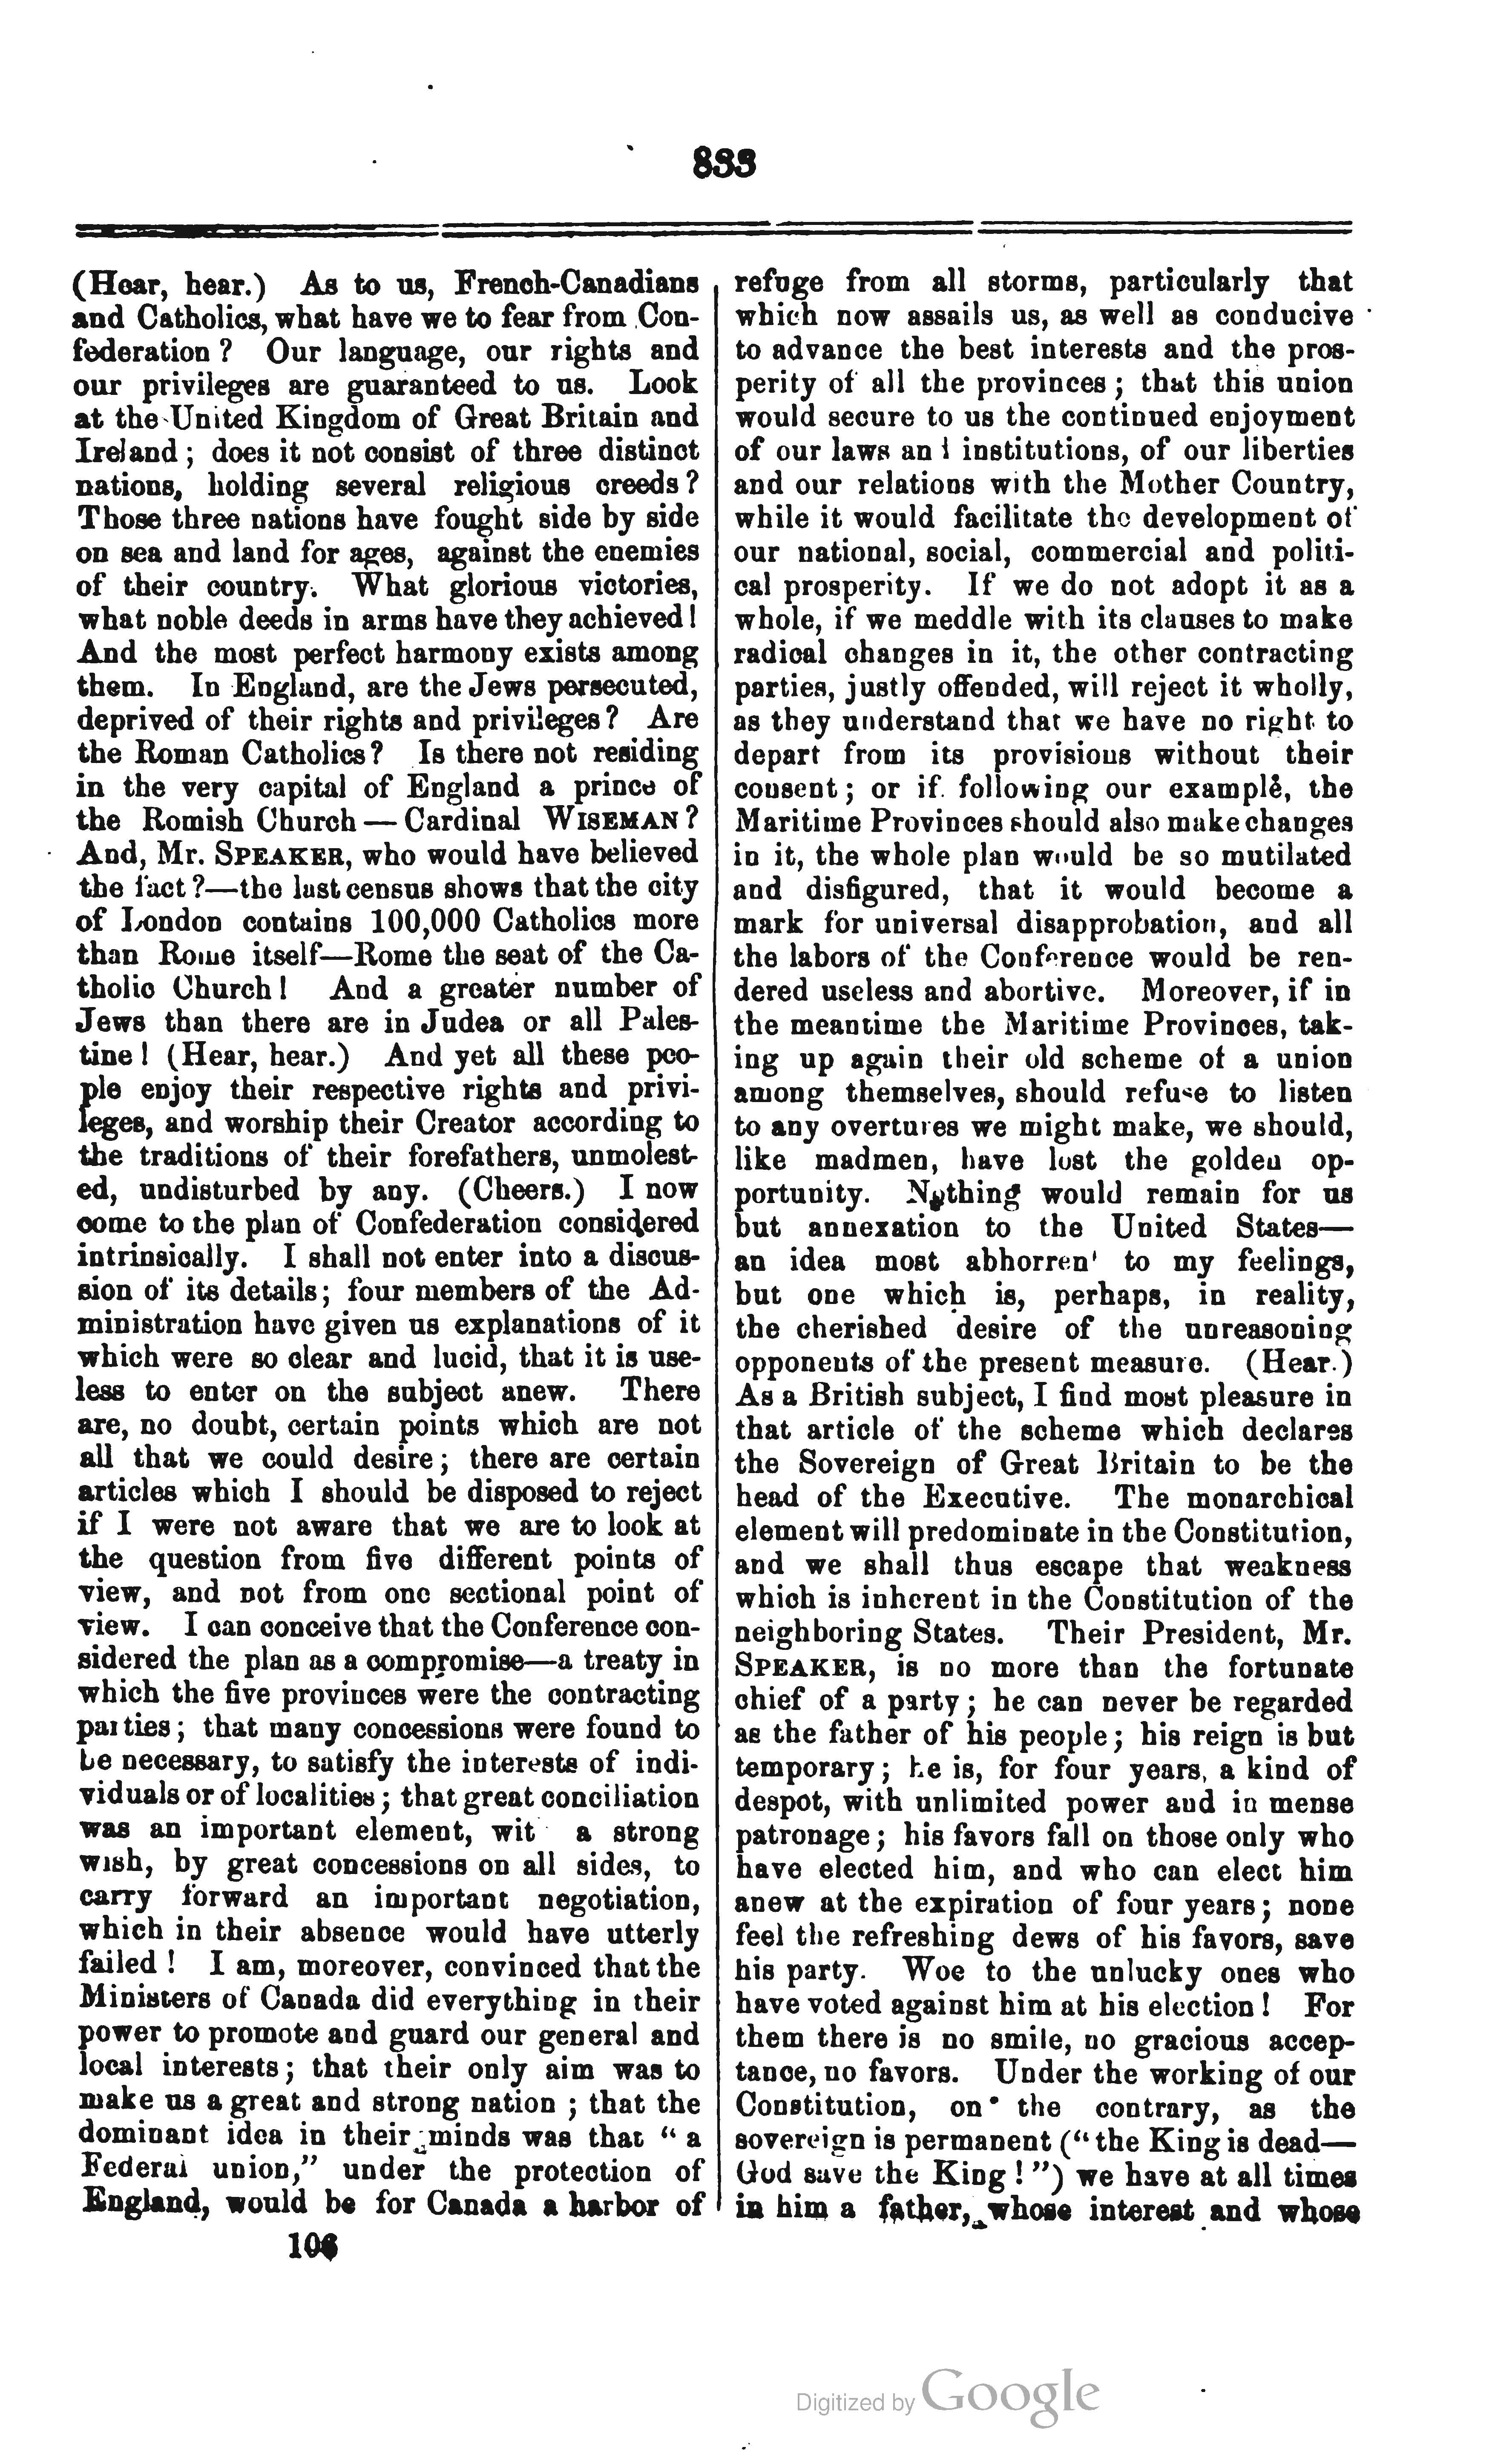 833
(Hear, hear.) As to us, French-Canadians
and Catholics, what have we to fear from Con-
federation ? Our language, our rights and
our privileges are guaranteed to us. Look
at the United Kingdom of Great Britain and
Ireland ; does it not consist of three distinct
nations, holding several religious creeds ?
Those three nations have fought side by side
on sea and land for ages, against the enemies
of their country. What glorious victories,
what noble deeds in arms have they achieved !
And the most perfect harmony exists among
them. In England, are the Jews persecuted,
deprived of their rights and privileges ? Are
the Roman Catholics ? Is there not residing
in the very capital of England a prince of
the Romish Church — Cardinal WISEMAN ?
And, Mr. SPEAKER, who would have believed
the fact ?—the last census shows that the city
of London contains 100,000 Catholics more
than Rome itself—Rome the seat of the Ca-
tholic Church ! And a greater number of
Jews than there are in Judea or all Pales-
tine ! (Hear, hear.) And yet all these peo-
ple enjoy their respective rights and privi-
leges, and worship their Creator according to
the traditions of their forefathers, unmolest-
ed, undisturbed by any. (Cheers.) I now
come to the plan of Confederation considered
intrinsically. I shall not enter into a discus-
sion of its details ; four members of the Ad-
ministration have given us explanations of it
which were so clear and lucid, that it is use-
less to enter on the subject anew. There
are, no doubt, certain points which are not
all that we could desire ; there are certain
articles which I should be disposed to reject
if I were not aware that we are to look at
the question from five different points of
view, and not from one sectional point of
view. I can conceive that the Conference con-
sidered the plan as a compromise—a treaty in
which the five provinces were the contracting
parties ; that many concessions were found to
be necessary, to satisfy the interests of indi-
viduals or of localities ; that great conciliation
was an important element, wit a strong
wish, by great concessions on all sides, to
carry forward an important negotiation,
which in their absence would have utterly
failed ! I am, moreover, convinced that the
Ministers of Canada did everything in their
power to promote and guard our general and
local interests ; that their only aim was to
make us a great and strong nation ; that the
dominant idea in their minds was that " a
Federal union," under the protection of
England, would be for Canada a harbor of
106
refuge from all storms, particularly that
which now assails us, as well as conducive
to advance the best interests and the pros-
perity of all the provinces ; that this union
would secure to us the continued enjoyment
of our laws and institutions, of our liberties
and our relations with the Mother Country,
while it would facilitate the development of
our national, social, commercial and politi-
cal prosperity. If we do not adopt it as a
whole, if we meddle with its clauses to make
radical changes in it, the other contracting
parties, justly offended, will reject it wholly,
as they understand that we have no right to
depart from its provisions without their
consent ; or if following our example, the
Maritime Provinces should also make changes
in it, the whole plan would be so mutilated
and disfigured, that it would become a
mark for universal disapprobation, and all
the labors of the Conference would be ren-
dered useless and abortive. Moreover, if in
the meantime the Maritime Provinces, tak-
ing up again their old scheme of a union
among themselves, should refuse to listen
to any overtures we might make, we should,
like madmen, have lost the golden op-
portunity. Nothing would remain for us
but annexation to the United States—
an idea most abhorrent to my feelings,
but one which is, perhaps, in reality,
the cherished desire of the unreasoning
opponents of the present measure. (Hear.)
As a British subject, I find most pleasure in
that article of the scheme which declares
the Sovereign of Great Britain to be the
head of the Executive. The monarchical
element will predominate in the Constitution,
and we shall thus escape that weakness
which is inherent in the Constitution of the
neighboring States. Their President, Mr.
SPEAKER, is no more than the fortunate
chief of a party ; he can never be regarded
as the father of his people ; his reign is but
temporary ; he is, for four years, a kind of
despot, with unlimited power and immense
patronage ; his favors fall on those only who
have elected him, and who can elect him
anew at the expiration of four years ; none
feel the refreshing dews of his favors, save
his party. Woe to the unlucky ones who
have voted against him at his election ! For
them there is no smile, no gracious accep-
tance, no favors. Under the working of our
Constitution, on the contrary, as the
sovereign is permanent (" the King is dead—
God save the King ! ") we have at all times
in him a father, whose interest and whose
Digitized by Google